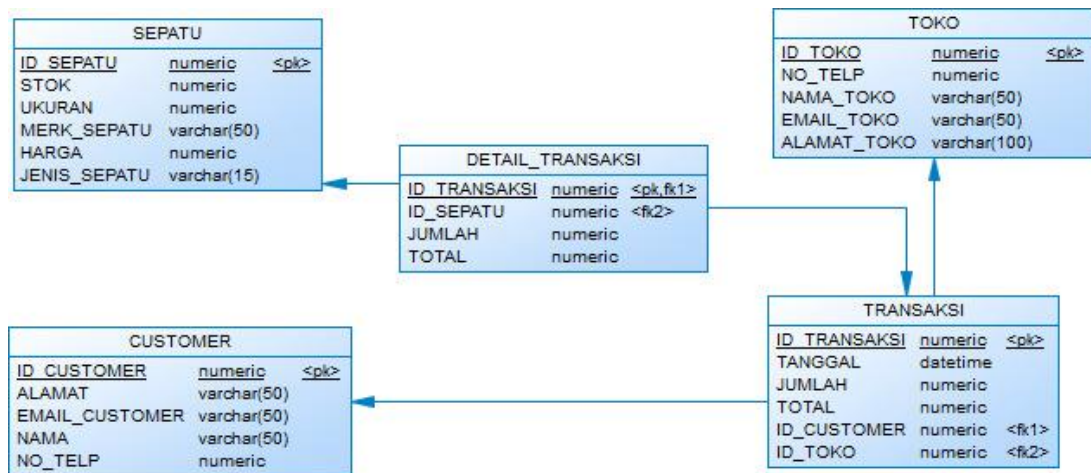 SEPATU
ID_SEPATU numeric <pk>
STOK numeric
UKURAN numeric
MERK_SEPATU varchar(50)
HARGA numeric
JENIS_SEPATU varchar(15)
TOKO
ID_TOKO numeric <pk>
NO_TELP numeric
NAMA_TOKO varchar(50)
EMAIL_TOKO varchar(50)
ALAMAT_TOKO varchar(100)
DETAIL_TRANSAKSI
ID_TRANSAKSI numeric <pk,fk1>
ID_SEPATU numeric <fk2>
JUMLAH numeric
TOTAL numeric
CUSTOMER
ID_CUSTOMER numeric <pk>
ALAMAT varchar(50)
EMAIL_CUSTOMER varchar(50)
NAMA varchar(50)
NO_TELP numeric
TRANSAKSI
ID_TRANSAKSI numeric <pk>
TANGGAL datetime
JUMLAH numeric
TOTAL numeric
ID_CUSTOMER numeric <fk1>
ID_TOKO numeric <fk2>